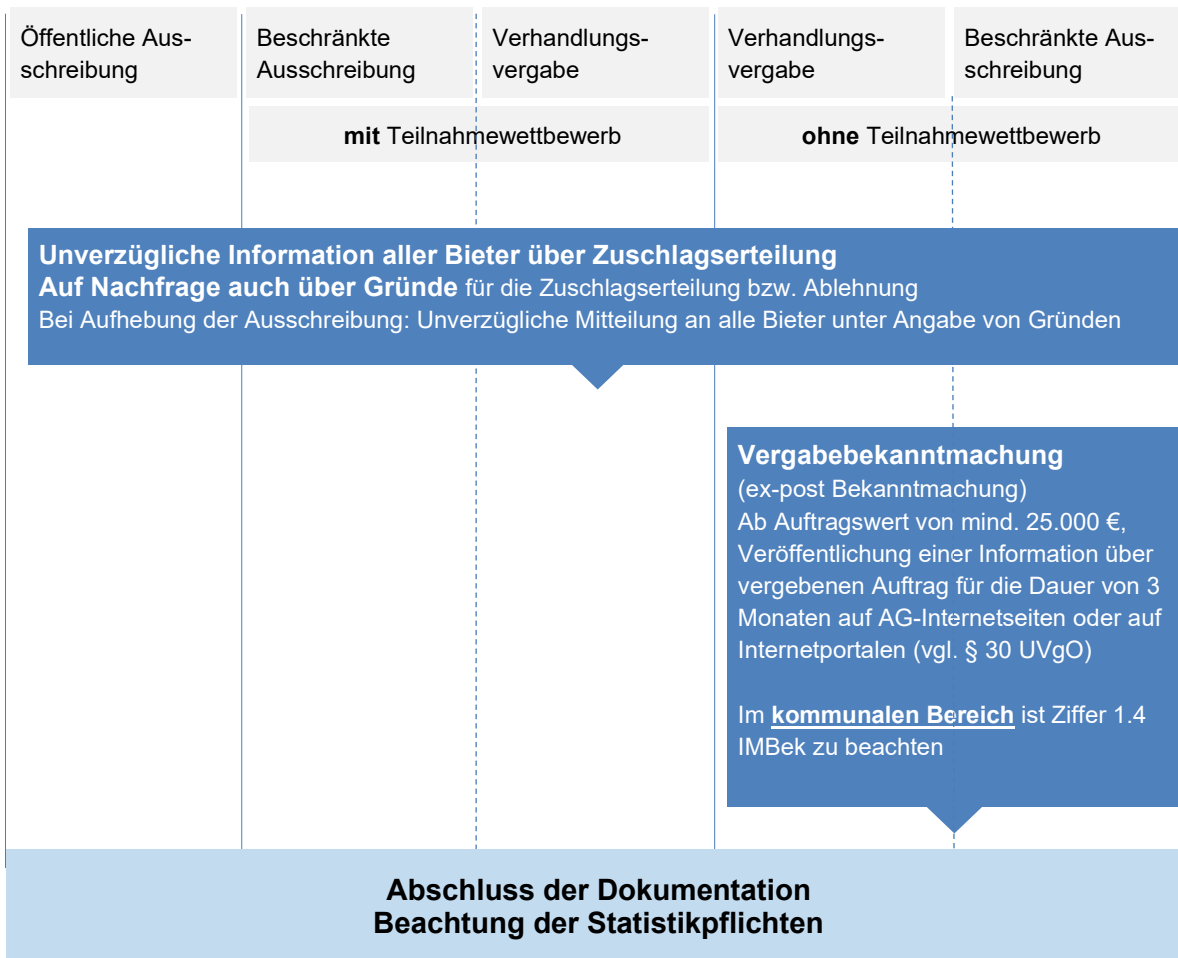 Öffentliche Aus-
schreibung
Beschränkte
Ausschreibung
Verhandlungs-
vergabe
Verhandlungs-
vergabe
Beschränkte Aus-
schreibung
mit Teilnahmewettbewerb
ohne Teilnahmewettbewerb
Unverzügliche Information aller Bieter über Zuschlagserteilung
Auf Nachfrage auch über Gründe für die Zuschlagserteilung bzw. Ablehnung
Bei Aufhebung der Ausschreibung: Unverzügliche Mitteilung an alle Bieter unter Angabe von Gründen
Vergabebekanntmachung
(ex-post Bekanntmachung)
Ab Auftragswert von mind. 25.000 €,
Veröffentlichung einer Information über
vergebenen Auftrag für die Dauer von 3
Monaten auf AG-Internetseiten oder auf
Internetportalen (vgl. § 30 UVgO)
Im kommunalen Bereich ist Ziffer 1.4
IMBek zu beachten
Abschluss der Dokumentation
Beachtung der Statistikpflichten